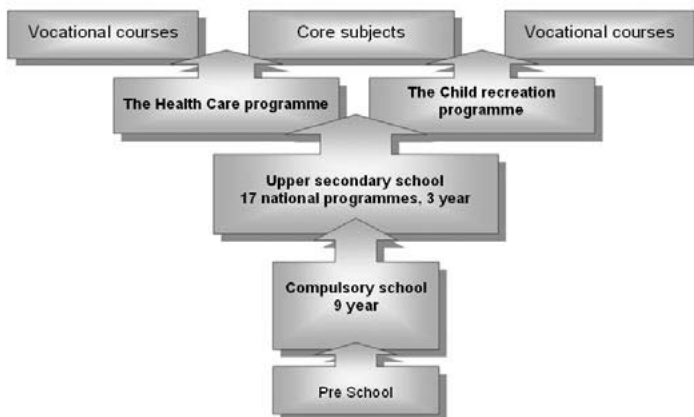 Vocational courses
Core subjects
Vocational courses
The Health Care programme
The Child recreation
programme
Upper secondary school
17 national programmes, 3 year
Compulsory school
9 year
Pre School